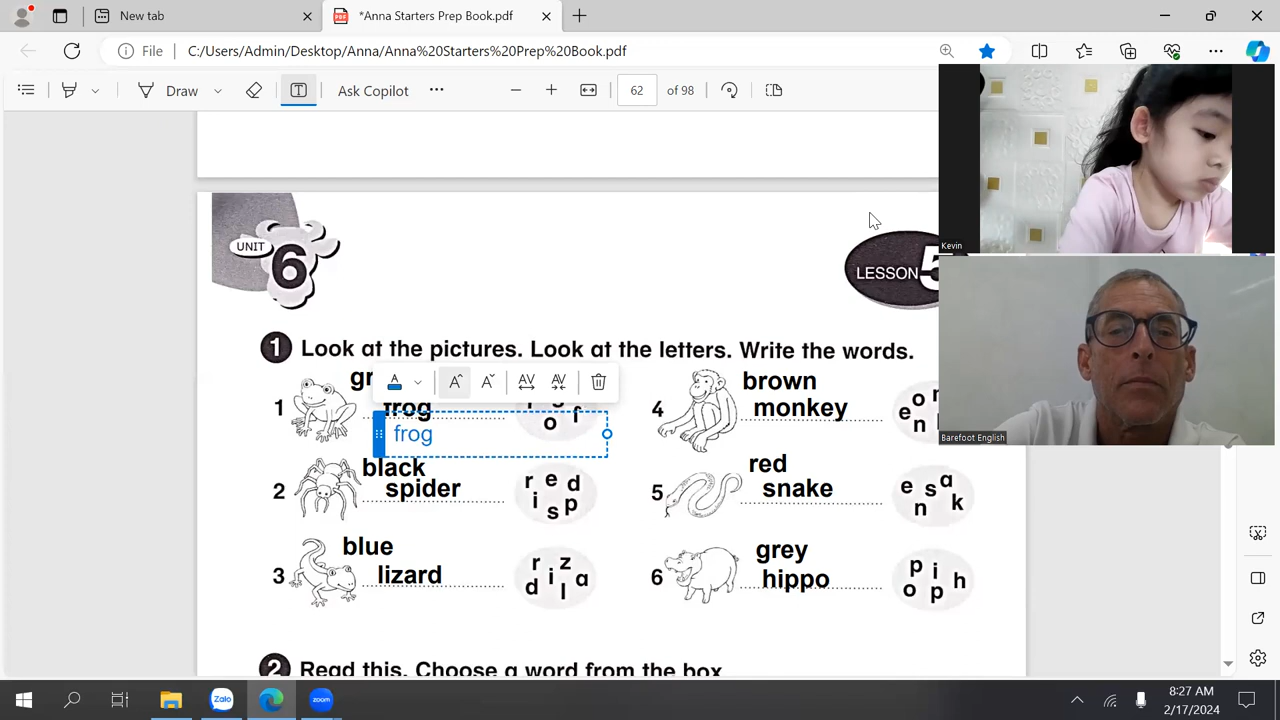 New tab
*Anna Starters Prep Book.pdf
File C:/Users/Admin/Desktop/Anna/Anna%20Starters%20Prep%20Book.pdf
Draw Ask Copilot 62 of 98
Kevin
UNIT 6
LESSON 5
1 Look at the pictures. Look at the letters. Write the words.
gr
1 frog
o f
frog
4 brown
monkey
o n e n
2 black
spider
r e d i s p
5 red
snake
e s a n k
3 blue
lizard
r z d i l a
6 grey
hippo
p i h o p
Barefoot English
2 Read this. Choose a word from the box
Zalo
zoom
8:27 AM
2/17/2024